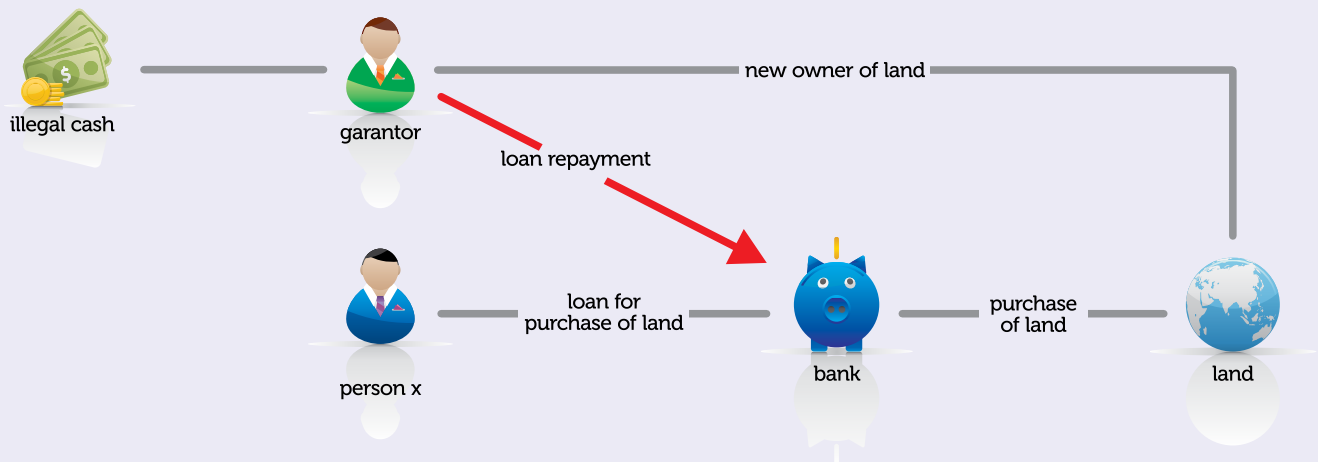 new owner of land
illegal cash
garantor
loan repayment
loan for
purchase of land
purchase
of land
person x
bank
land
$